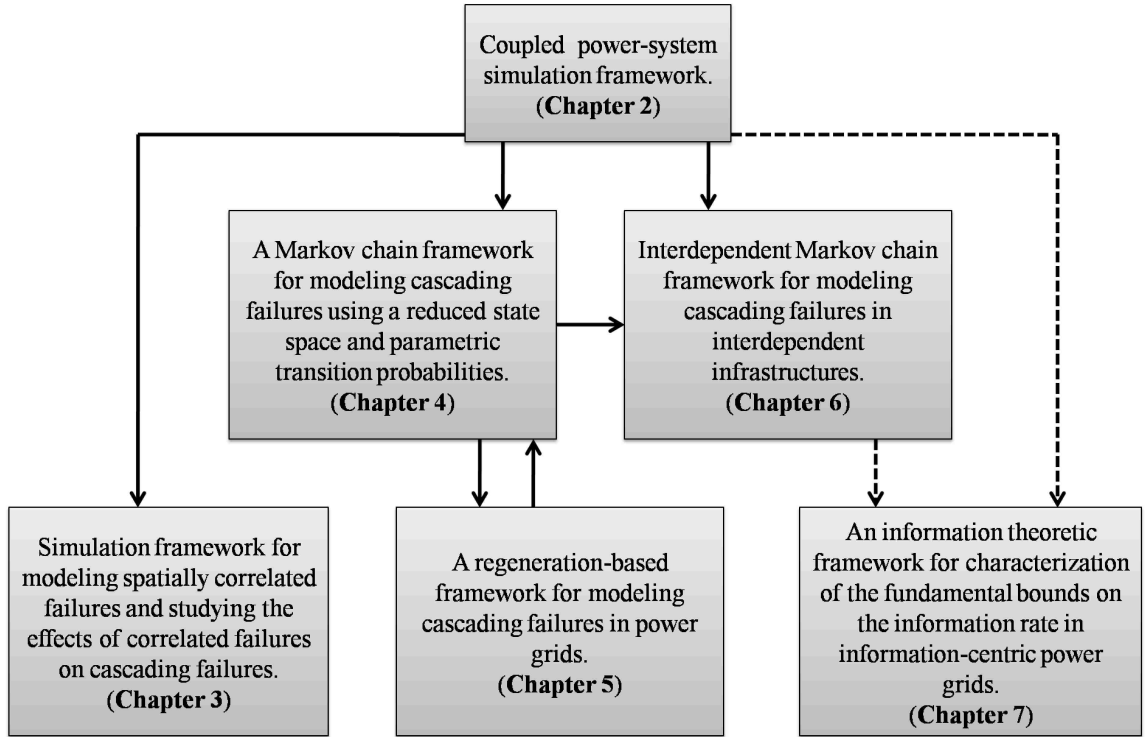 Coupled power-system
simulation framework.
(Chapter 2)
A Markov chain framework
for modeling cascading
failures using a reduced state
space and parametric
transition probabilities.
(Chapter 4)
Interdependent Markov chain
framework for modeling
cascading failures in
interdependent
infrastructures.
(Chapter 6)
Simulation framework for
modeling spatially correlated
failures and studying the
effects of correlated failures
on cascading failures.
(Chapter 3)
A regeneration-based
framework for modeling
cascading failures in power
grids.
(Chapter 5)
An information theoretic
framework for characterization
of the fundamental bounds on
the information rate in
information-centric power
grids.
(Chapter 7)